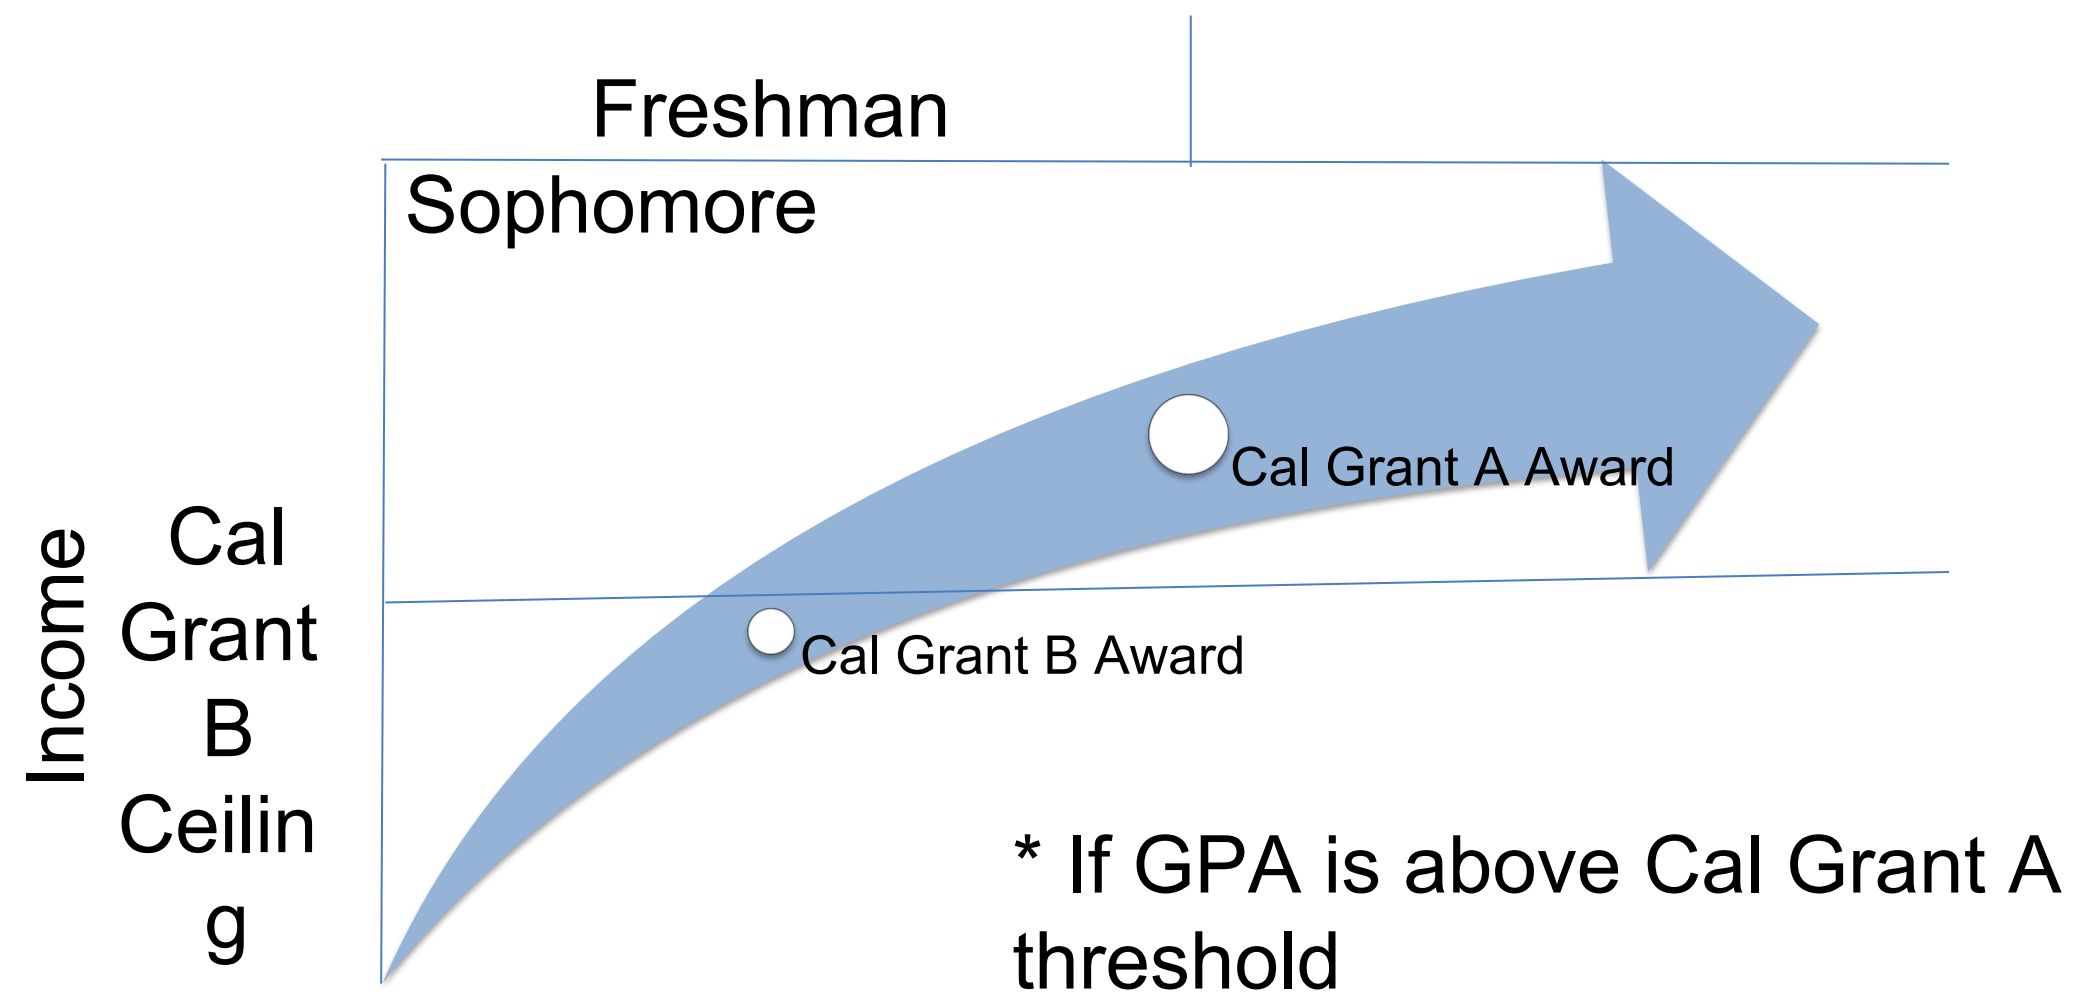 Freshman
Sophomore
Cal Grant A Award
Income
Cal
Grant
B
Ceilin
g
Cal Grant B Award
* If GPA is above Cal Grant A
threshold